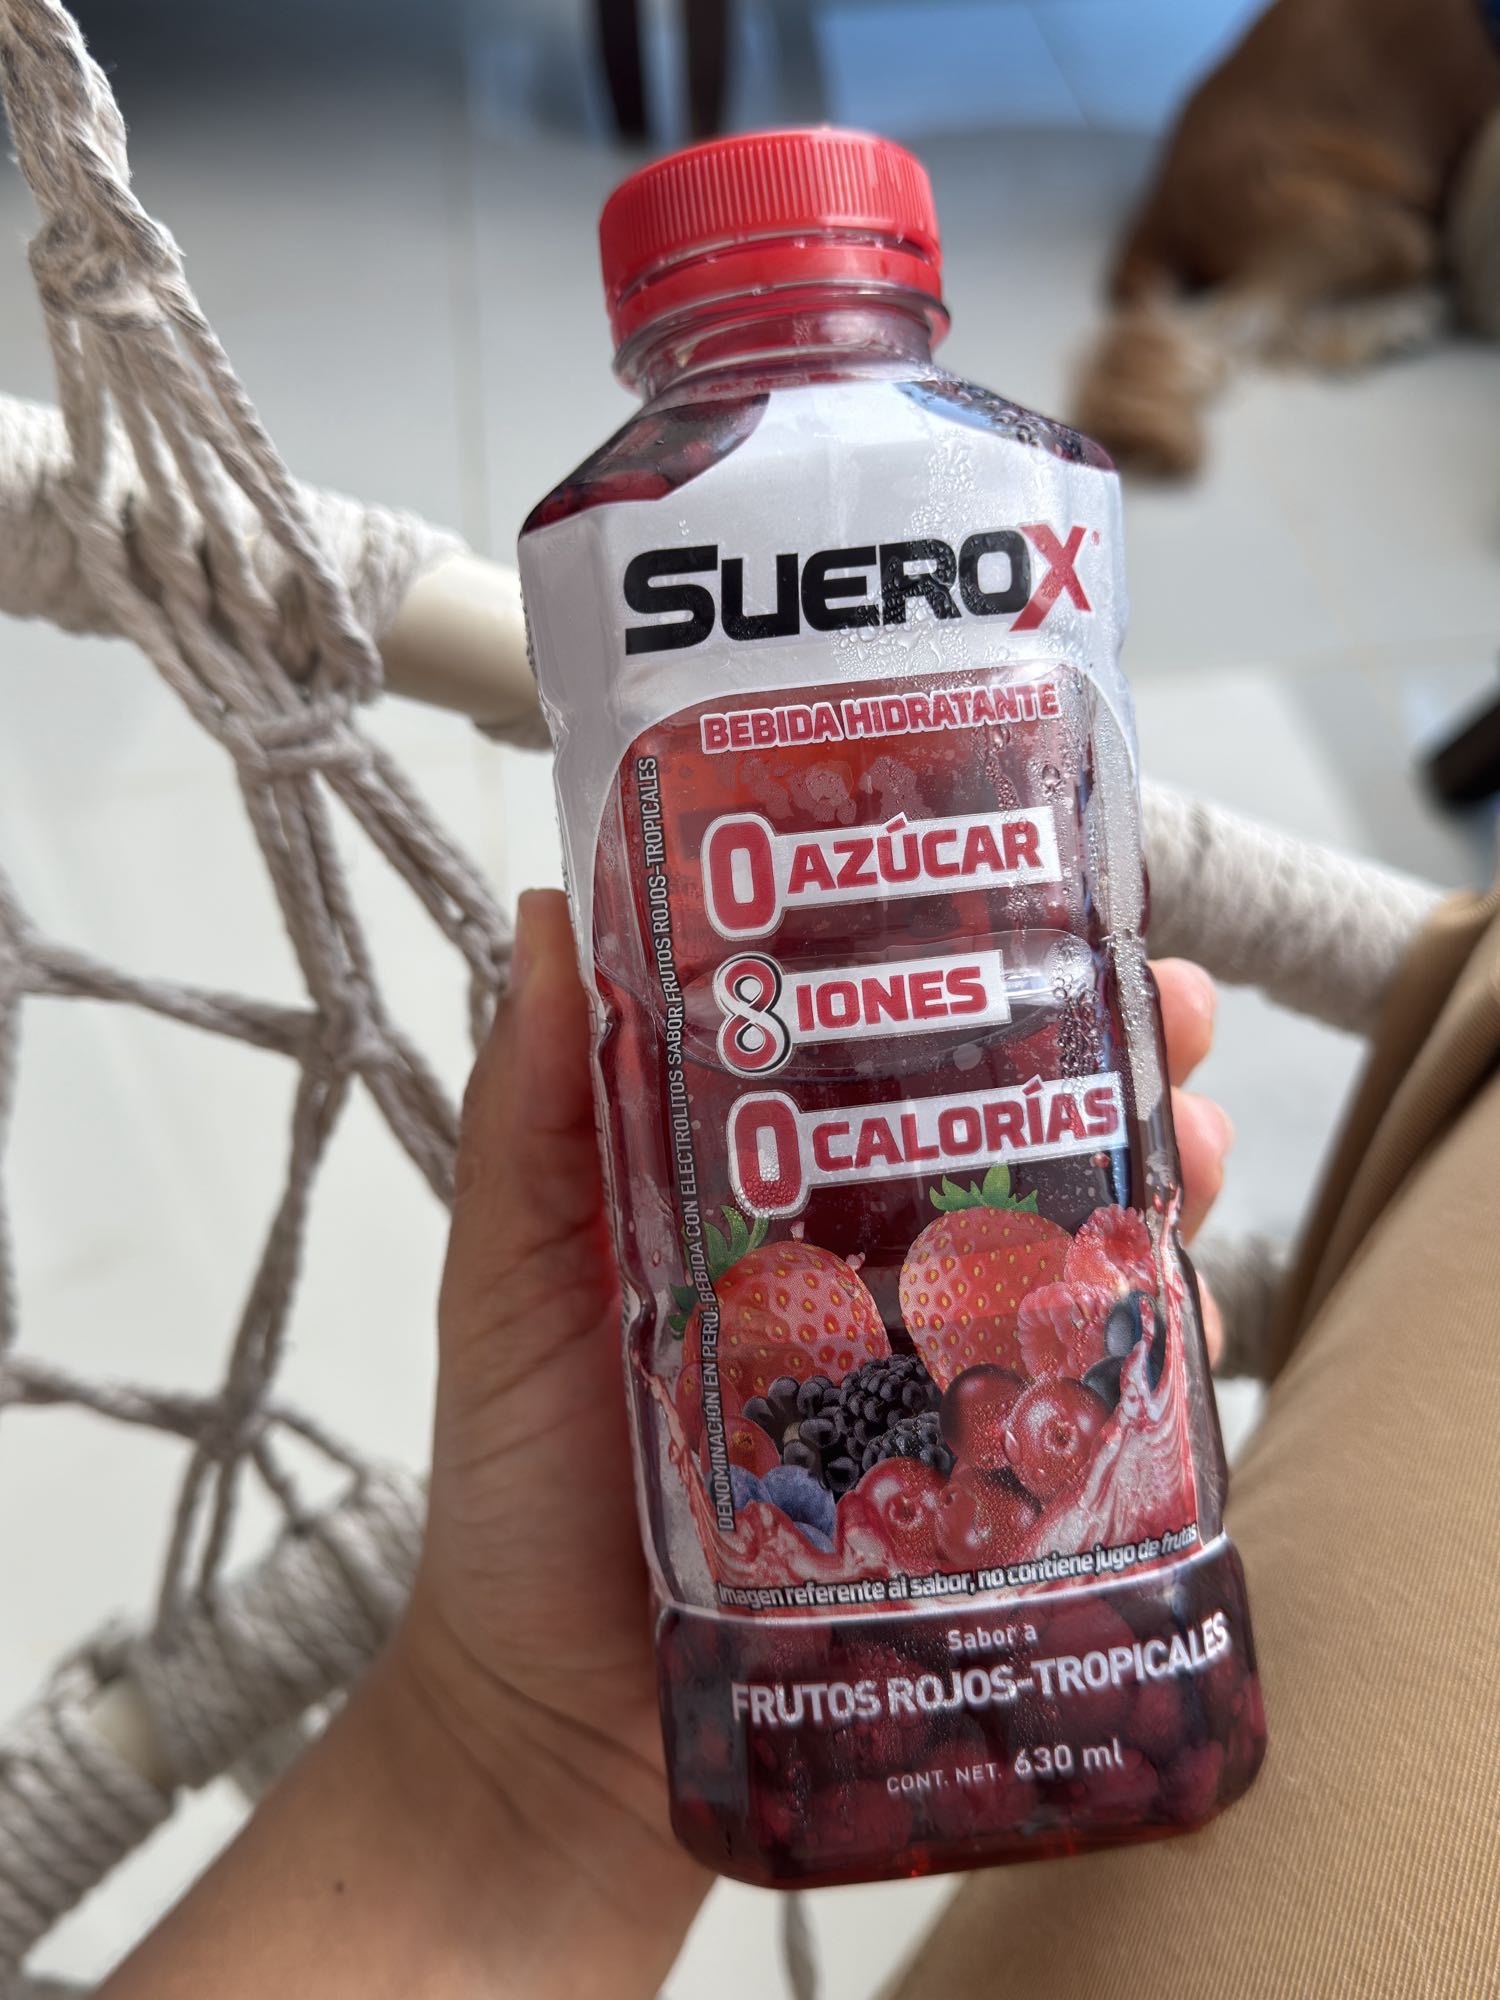 SUEROX
BEBIDA HIDRATANTE
0 AZÚCAR
8 IONES
0 CALORÍAS
DENOMINACIÓN EN PERÚ: BEBIDA CON ELECTROLITOS SABOR FRUTOS ROJOS-TROPICALES
Imagen referente al sabor, no contiene jugo de frutas
Sabor a
FRUTOS ROJOS-TROPICALES
CONT. NET. 630 ml